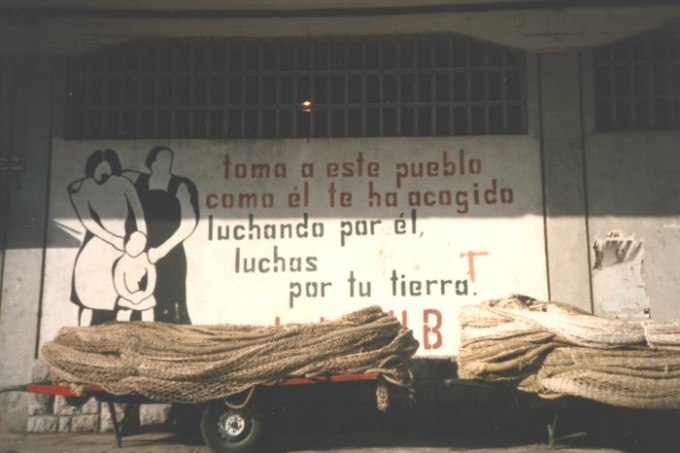 toma a este pueblo
como él te ha acogido
luchando por él,
luchas
por tu tierra.
T
B